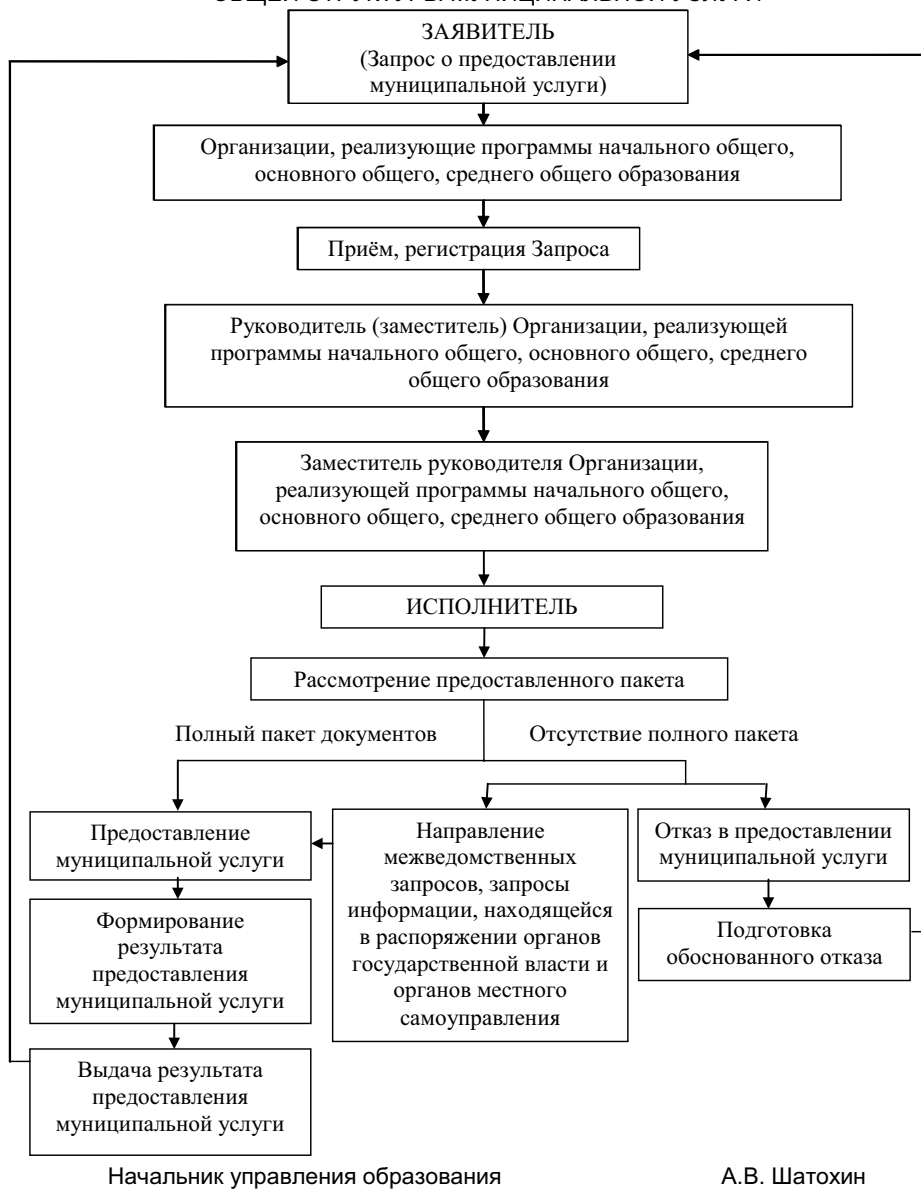 ЗАЯВИТЕЛЬ
(Запрос о предоставлении
муниципальной услуги)
Организации, реализующие программы начального общего,
основного общего, среднего общего образования
Приём, регистрация Запроса
Руководитель (заместитель) Организации, реализующей
программы начального общего, основного общего, среднего
общего образования
Заместитель руководителя Организации,
реализующей программы начального общего,
основного общего, среднего общего образования
ИСПОЛНИТЕЛЬ
Рассмотрение предоставленного пакета
Полный пакет документов
Отсутствие полного пакета
Предоставление
муниципальной услуги
Направление
межведомственных
запросов, запросы
информации, находящейся
в распоряжении органов
государственной власти и
органов местного
самоуправления
Отказ в предоставлении
муниципальной услуги
Формирование
результата
предоставления
муниципальной услуги
Подготовка
обоснованного отказа
Выдача результата
предоставления
муниципальной услуги
Начальник управления образования
А.В. Шатохин